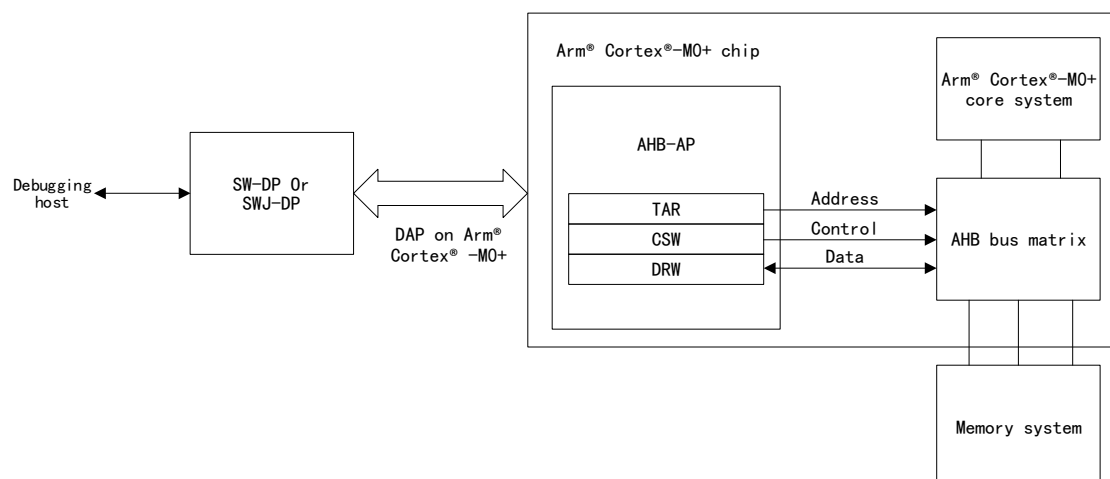 Arm® Cortex®-M0+ chip
Arm® Cortex®-M0+
core system
AHB-AP
Debugging
host
SW-DP Or
SWJ-DP
DAP on Arm®
Cortex® -M0+
TAR
CSW
DRW
Address
Control
Data
AHB bus matrix
Memory system